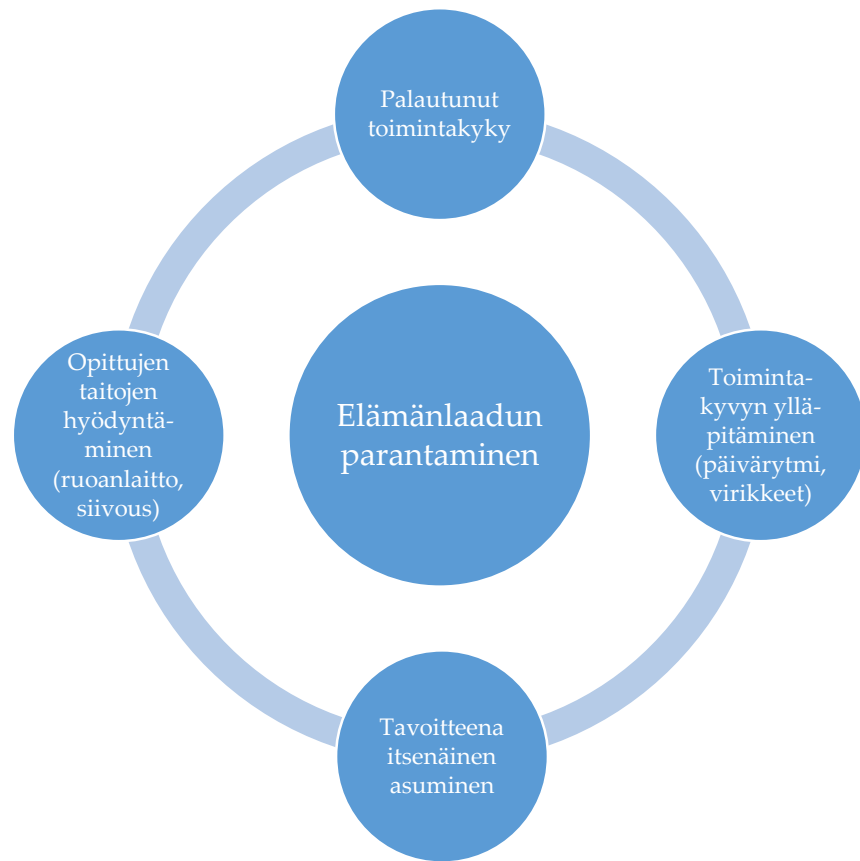 Palautunut
toimintakyky
Opittujen
taitojen
hyödyntä-
minen
(ruoanlaitto,
siivous)
Elämänlaadun
parantaminen
Toiminta-
kyvyn yllä-
pitäminen
(päivärytmi,
virikkeet)
Tavoitteena
itsenäinen
asuminen